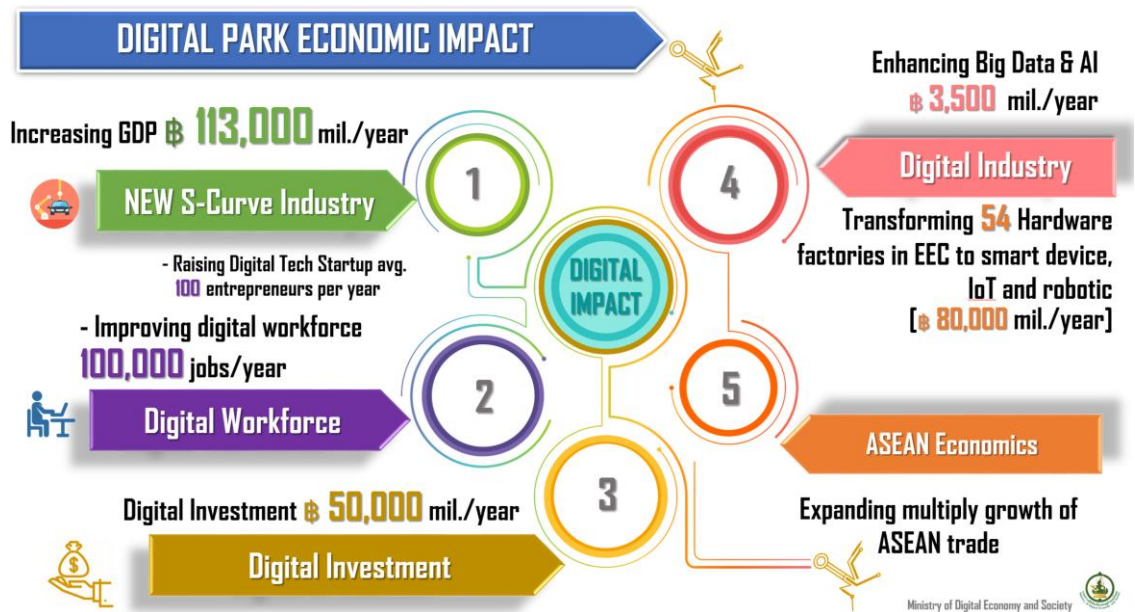 DIGITAL PARK ECONOMIC IMPACT
Increasing GDP ฿ 113,000 mil./year
NEW S-Curve Industry
1
- Raising Digital Tech Startup avg.
100 entrepreneurs per year
- Improving digital workforce
100,000 jobs/year
Digital Workforce
2
Digital Investment ฿ 50,000 mil./year
Digital Investment
3
DIGITAL
IMPACT
Enhancing Big Data & AI
฿ 3,500 mil./year
Digital Industry
4
Transforming 54 Hardware
factories in EEC to smart device,
IoT and robotic
[฿ 80,000 mil./year]
5
ASEAN Economics
Expanding multiply growth of
ASEAN trade
$
Ministry of Digital Economy and Society